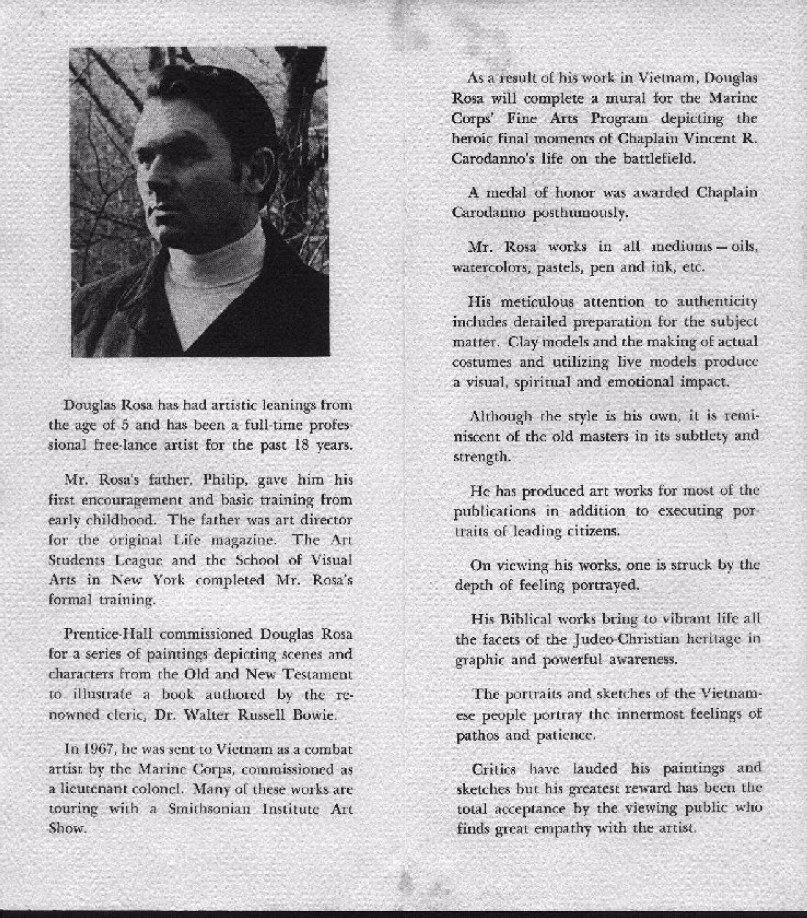 Douglas Rosa has had artistic leanings from
the age of 5 and has been a full-time profes-
sional free-lance artist for the past 18 years.
Mr. Rosa's father, Philip, gave him his
first encouragement and basic training from
early childhood. The father was art director
for the original Life magazine. The Art
Students League and the School of Visual
Arts in New York completed Mr. Rosa's
formal training.
Prentice-Hall commissioned Douglas Rosa
for a series of paintings depicting scenes and
characters from the Old and New Testament
to illustrate a book authored by the re-
nowned cleric, Dr. Walter Russell Bowie.
In 1967, he was sent to Vietnam as a combat
artist by the Marine Corps, commissioned as
a lieutenant colonel. Many of these works are
touring with a Smithsonian Institute Art
Show.
As a result of his work in Vietnam, Douglas
Rosa will complete a mural for the Marine
Corps' Fine Arts Program depicting the
heroic final moments of Chaplain Vincent R.
Carodanno's life on the battlefield.
A medal of honor was awarded Chaplain
Carodanno posthumously.
Mr. Rosa works in all mediums — oils,
watercolors, pastels, pen and ink, etc.
His meticulous attention to authenticity
includes detailed preparation for the subject
matter. Clay models and the making of actual
costumes and utilizing live models produce
a visual, spiritual and emotional impact.
Although the style is his own, it is remi-
niscent of the old masters in its subtlety and
strength.
He has produced art works for most of the
publications in addition to executing por-
traits of leading citizens.
On viewing his works, one is struck by the
depth of feeling portrayed.
His Biblical works bring to vibrant life all
the facets of the Judeo-Christian heritage in
graphic and powerful awareness.
The portraits and sketches of the Vietnam-
ese people portray the innermost feelings of
pathos and patience.
Critics have lauded his paintings and
sketches but his greatest reward has been the
total acceptance by the viewing public who
finds great empathy with the artist.